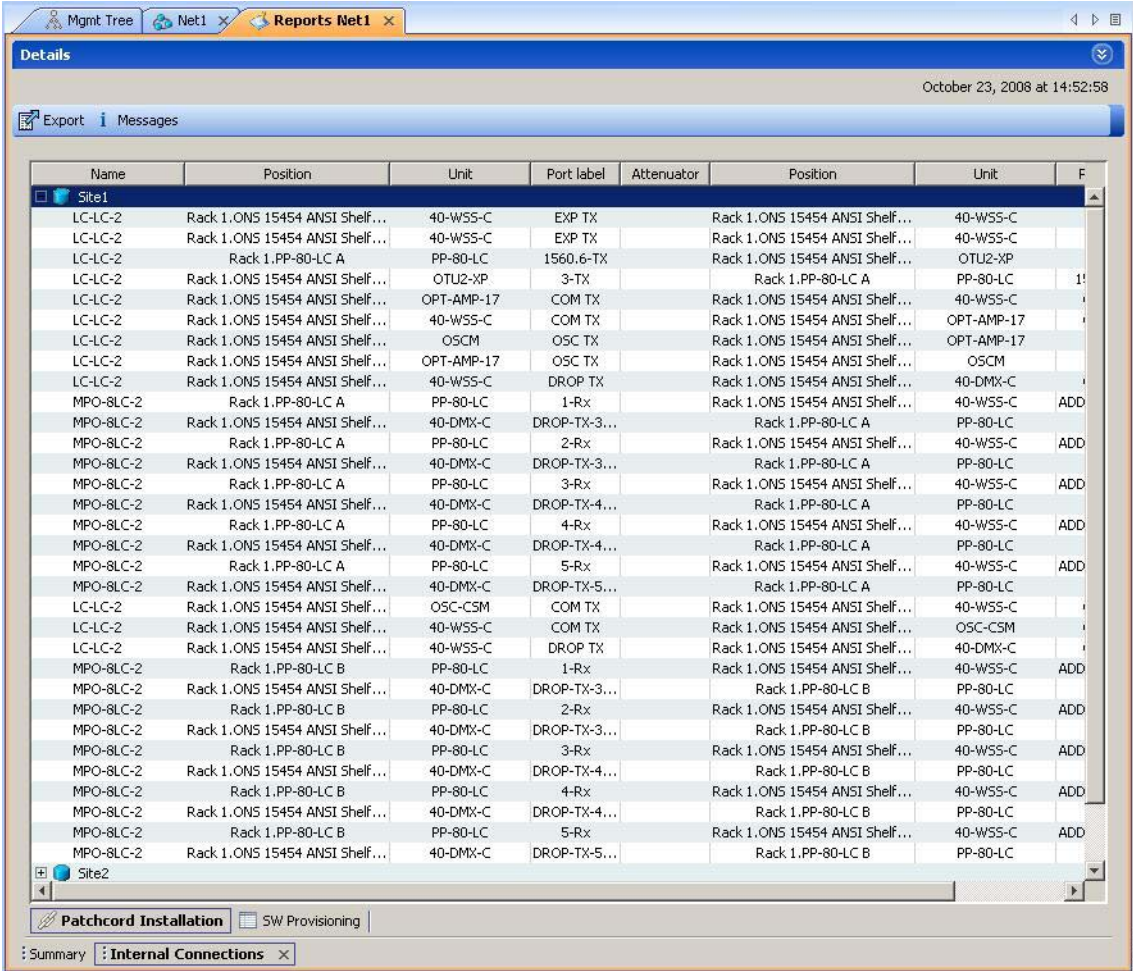 Mgmt Tree Net1 Reports Net1
Details
October 23, 2008 at 14:52:58
Export Messages
Name Position Unit Port label Attenuator Position Unit
Site1
LC-LC-2 Rack 1.ONS 15454 ANSI Shelf... 40-WSS-C EXP TX Rack 1.ONS 15454 ANSI Shelf... 40-WSS-C
LC-LC-2 Rack 1.ONS 15454 ANSI Shelf... 40-WSS-C EXP TX Rack 1.ONS 15454 ANSI Shelf... 40-WSS-C
LC-LC-2 Rack 1.PP-80-LC A PP-80-LC 1560.6-TX Rack 1.ONS 15454 ANSI Shelf... OTU2-XP
LC-LC-2 Rack 1.ONS 15454 ANSI Shelf... OTU2-XP 3-TX Rack 1.PP-80-LC A PP-80-LC
LC-LC-2 Rack 1.ONS 15454 ANSI Shelf... OPT-AMP-17 COM TX Rack 1.ONS 15454 ANSI Shelf... 40-WSS-C
LC-LC-2 Rack 1.ONS 15454 ANSI Shelf... 40-WSS-C COM TX Rack 1.ONS 15454 ANSI Shelf... OPT-AMP-17
LC-LC-2 Rack 1.ONS 15454 ANSI Shelf... OSCM OSC TX Rack 1.ONS 15454 ANSI Shelf... OPT-AMP-17
LC-LC-2 Rack 1.ONS 15454 ANSI Shelf... OPT-AMP-17 OSC TX Rack 1.ONS 15454 ANSI Shelf... OSCM
LC-LC-2 Rack 1.ONS 15454 ANSI Shelf... 40-WSS-C DROP TX Rack 1.ONS 15454 ANSI Shelf... 40-DMX-C
MPO-8LC-2 Rack 1.PP-80-LC A PP-80-LC 1-Rx Rack 1.ONS 15454 ANSI Shelf... 40-WSS-C ADD
MPO-8LC-2 Rack 1.ONS 15454 ANSI Shelf... 40-DMX-C DROP-TX-3... Rack 1.PP-80-LC A PP-80-LC
MPO-8LC-2 Rack 1.PP-80-LC A PP-80-LC 2-Rx Rack 1.ONS 15454 ANSI Shelf... 40-WSS-C ADD
MPO-8LC-2 Rack 1.ONS 15454 ANSI Shelf... 40-DMX-C DROP-TX-3... Rack 1.PP-80-LC A PP-80-LC
MPO-8LC-2 Rack 1.PP-80-LC A PP-80-LC 3-Rx Rack 1.ONS 15454 ANSI Shelf... 40-WSS-C ADD
MPO-8LC-2 Rack 1.ONS 15454 ANSI Shelf... 40-DMX-C DROP-TX-4... Rack 1.PP-80-LC A PP-80-LC
MPO-8LC-2 Rack 1.PP-80-LC A PP-80-LC 4-Rx Rack 1.ONS 15454 ANSI Shelf... 40-WSS-C ADD
MPO-8LC-2 Rack 1.ONS 15454 ANSI Shelf... 40-DMX-C DROP-TX-4... Rack 1.PP-80-LC A PP-80-LC
MPO-8LC-2 Rack 1.PP-80-LC A PP-80-LC 5-Rx Rack 1.ONS 15454 ANSI Shelf... 40-WSS-C ADD
MPO-8LC-2 Rack 1.ONS 15454 ANSI Shelf... 40-DMX-C DROP-TX-5... Rack 1.PP-80-LC A PP-80-LC
LC-LC-2 Rack 1.ONS 15454 ANSI Shelf... OSC-CSM COM TX Rack 1.ONS 15454 ANSI Shelf... 40-WSS-C
LC-LC-2 Rack 1.ONS 15454 ANSI Shelf... 40-WSS-C COM TX Rack 1.ONS 15454 ANSI Shelf... OSC-CSM
LC-LC-2 Rack 1.ONS 15454 ANSI Shelf... 40-WSS-C DROP TX Rack 1.ONS 15454 ANSI Shelf... 40-DMX-C
MPO-8LC-2 Rack 1.PP-80-LC B PP-80-LC 1-Rx Rack 1.ONS 15454 ANSI Shelf... 40-WSS-C ADD
MPO-8LC-2 Rack 1.ONS 15454 ANSI Shelf... 40-DMX-C DROP-TX-3... Rack 1.PP-80-LC B PP-80-LC
MPO-8LC-2 Rack 1.PP-80-LC B PP-80-LC 2-Rx Rack 1.ONS 15454 ANSI Shelf... 40-WSS-C ADD
MPO-8LC-2 Rack 1.ONS 15454 ANSI Shelf... 40-DMX-C DROP-TX-3... Rack 1.PP-80-LC B PP-80-LC
MPO-8LC-2 Rack 1.PP-80-LC B PP-80-LC 3-Rx Rack 1.ONS 15454 ANSI Shelf... 40-WSS-C ADD
MPO-8LC-2 Rack 1.ONS 15454 ANSI Shelf... 40-DMX-C DROP-TX-4... Rack 1.PP-80-LC B PP-80-LC
MPO-8LC-2 Rack 1.PP-80-LC B PP-80-LC 4-Rx Rack 1.ONS 15454 ANSI Shelf... 40-WSS-C ADD
MPO-8LC-2 Rack 1.ONS 15454 ANSI Shelf... 40-DMX-C DROP-TX-4... Rack 1.PP-80-LC B PP-80-LC
MPO-8LC-2 Rack 1.PP-80-LC B PP-80-LC 5-Rx Rack 1.ONS 15454 ANSI Shelf... 40-WSS-C ADD
MPO-8LC-2 Rack 1.ONS 15454 ANSI Shelf... 40-DMX-C DROP-TX-5... Rack 1.PP-80-LC B PP-80-LC
Site2
Patchcord Installation SW Provisioning
Summary Internal Connections